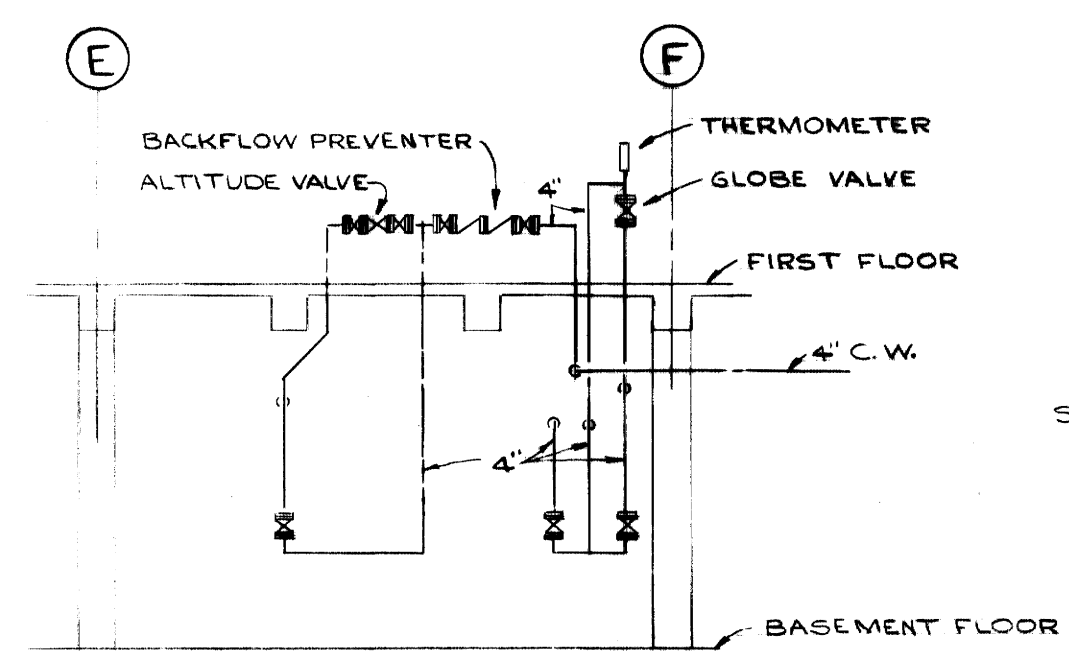 E
F
THERMOMETER
BACKFLOW PREVENTER
ALTITUDE VALVE
4"
GLOBE VALVE
FIRST FLOOR
4" C.W.
S
4"
BASEMENT FLOOR